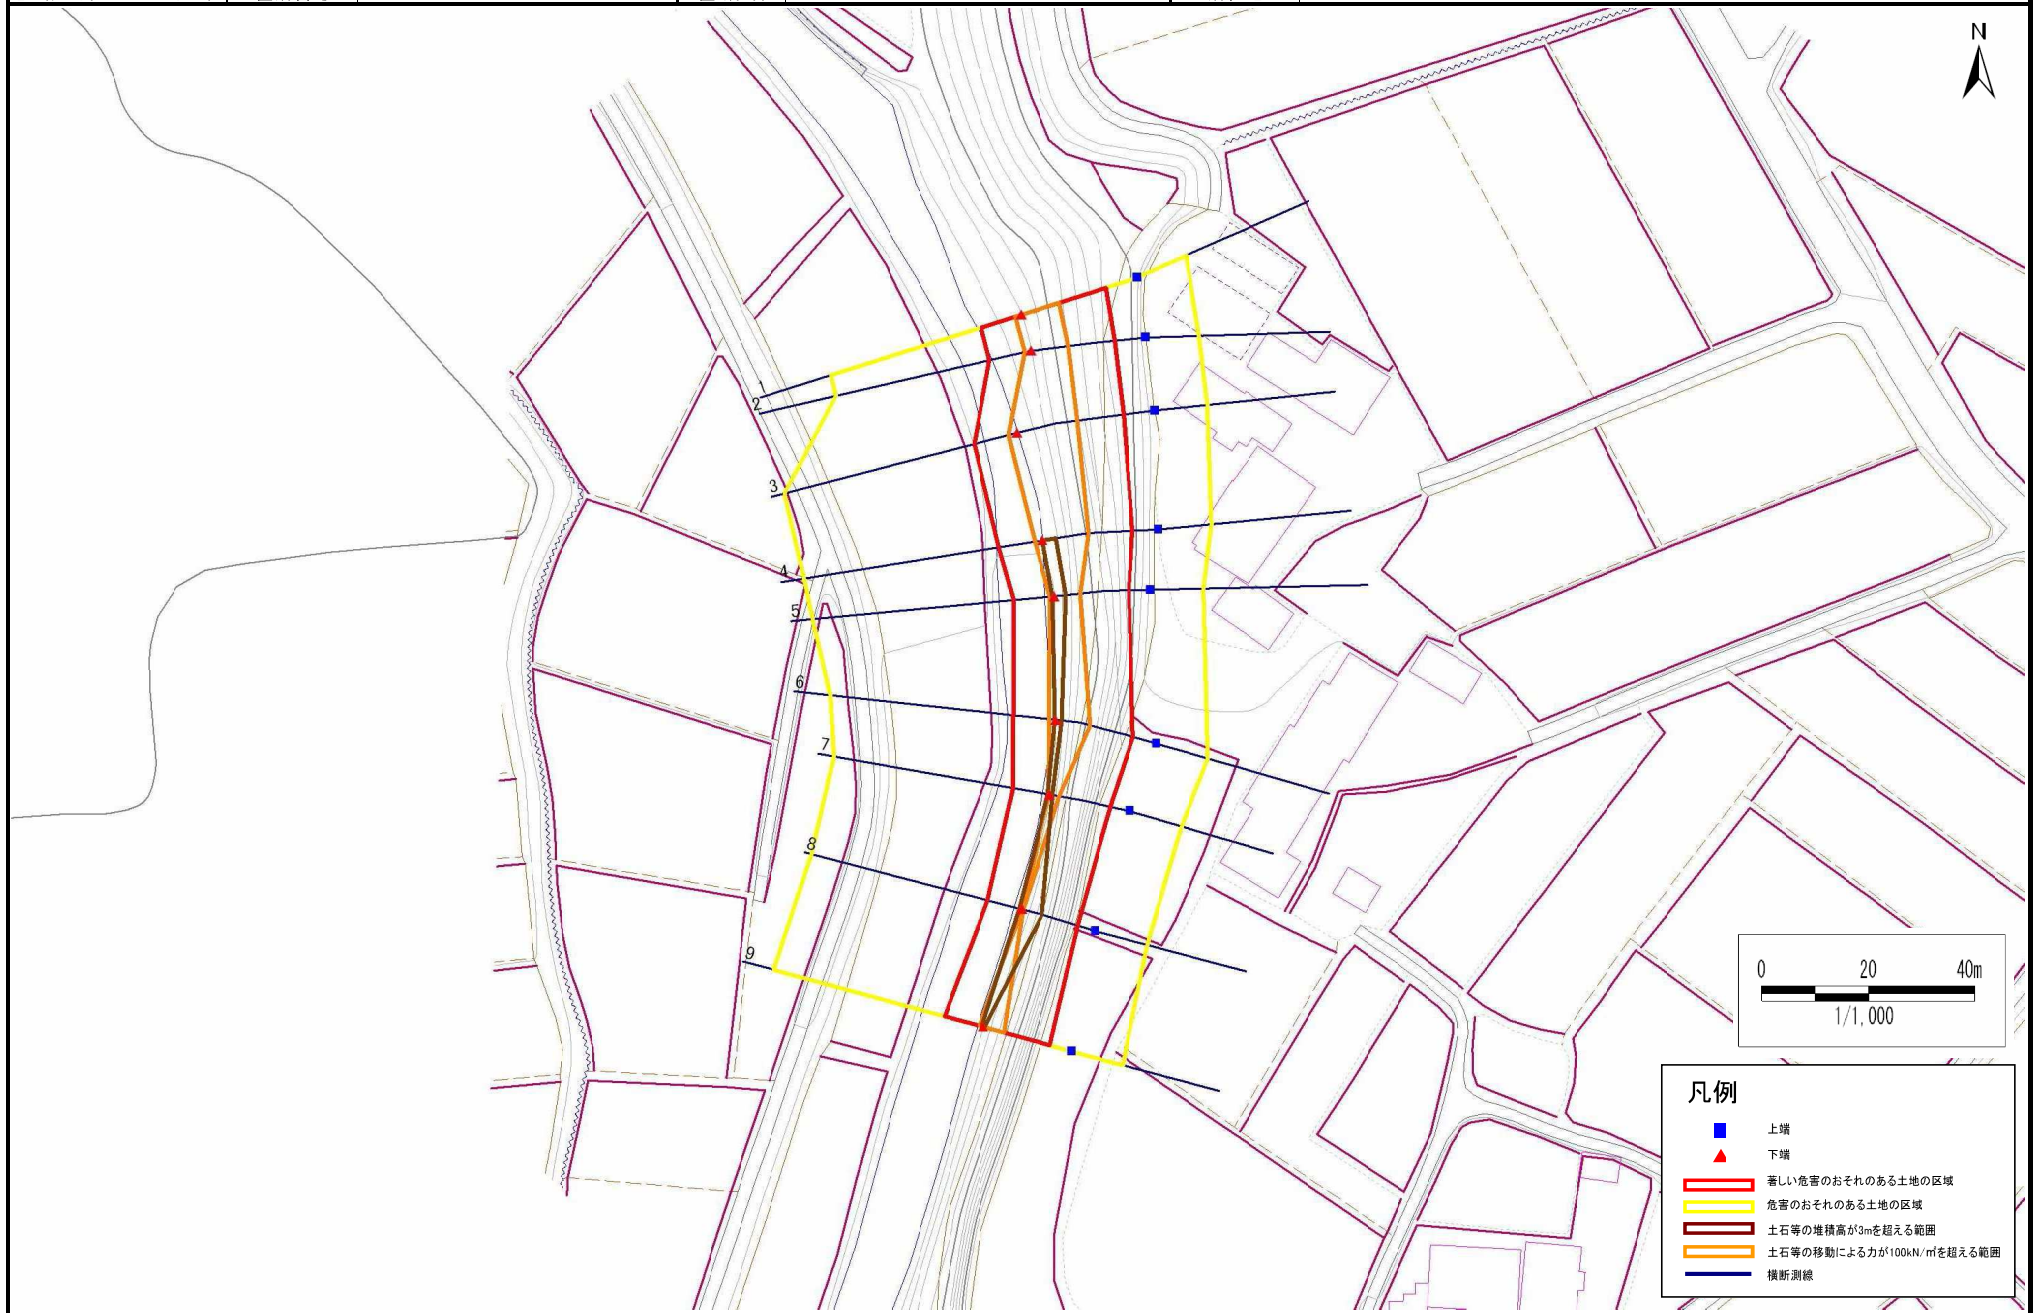 N
1
2
3
4
5
6
7
8
9
0 20 40m
1/1,000
凡例
上端
下端
著しい危害のおそれのある土地の区域
危害のおそれのある土地の区域
土石等の堆積高が3mを超える範囲
土石等の移動による力が100kN/㎡を超える範囲
横断測線